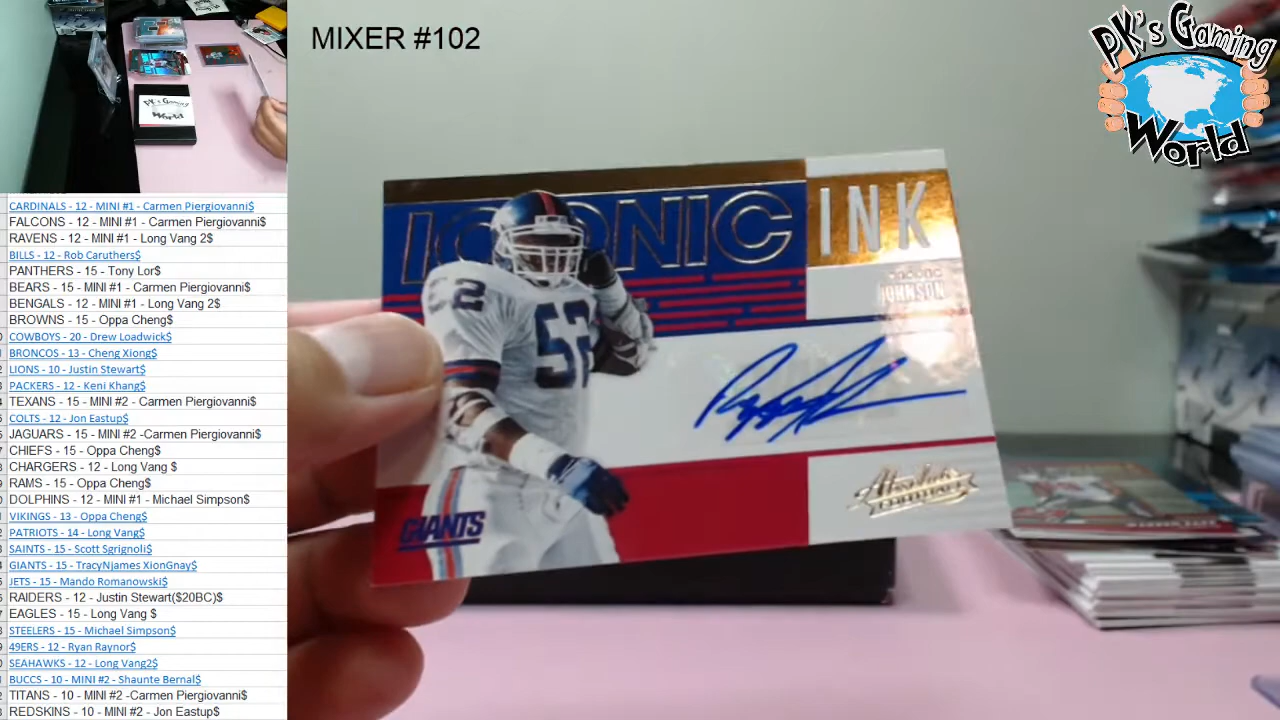 MIXER #102
PK's Gaming
World
PK's Gaming
World
CARDINALS - 12 - MINI #1 - Carmen Piergiovanni$
FALCONS - 12 - MINI #1 - Carmen Piergiovanni$
RAVENS - 12 - MINI #1 - Long Vang 2$
BILLS - 12 - Rob Caruthers$
PANTHERS - 15 - Tony Lor$
BEARS - 15 - MINI #1 - Carmen Piergiovanni$
BENGALS - 12 - MINI #1 - Long Vang 2$
BROWNS - 15 - Oppa Cheng$
COWBOYS - 20 - Drew Loadwick$
BRONCOS - 13 - Cheng Xiong$
LIONS - 10 - Justin Stewart$
PACKERS - 12 - Keni Khang$
TEXANS - 15 - MINI #2 - Carmen Piergiovanni$
COLTS - 12 - Jon Eastup$
JAGUARS - 15 - MINI #2 -Carmen Piergiovanni$
CHIEFS - 15 - Oppa Cheng$
CHARGERS - 12 - Long Vang $
RAMS - 15 - Oppa Cheng$
DOLPHINS - 12 - MINI #1 - Michael Simpson$
VIKINGS - 13 - Oppa Cheng$
PATRIOTS - 14 - Long Vang$
SAINTS - 15 - Scott Sgrignoli$
GIANTS - 15 - TracyNjames XionGnay$
JETS - 15 - Mando Romanowski$
RAIDERS - 12 - Justin Stewart($20BC)$
EAGLES - 15 - Long Vang $
STEELERS - 15 - Michael Simpson$
49ERS - 12 - Ryan Raynor$
SEAHAWKS - 12 - Long Vang2$
BUCCS - 10 - MINI #2 - Shaunte Bernal$
TITANS - 10 - MINI #2 -Carmen Piergiovanni$
REDSKINS - 10 - MINI #2 - Jon Eastup$
ICONIC INK
JOHNSON
52
52
GIANTS
Absolute